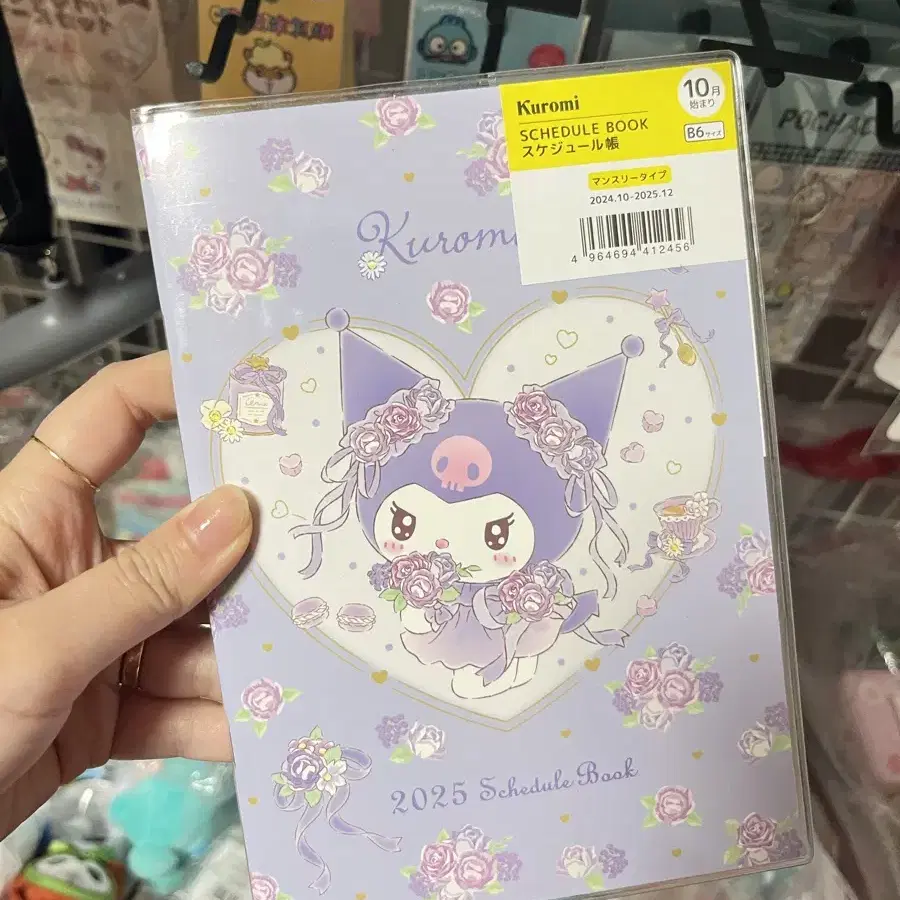 Kuromi
SCHEDULE BOOK
スケジュール帳
10月
始まり
B6サイズ
マンスリータイプ
2024.10-2025.12
4 964694 412456
Kuromi
2025 Schedule Book
POCHA